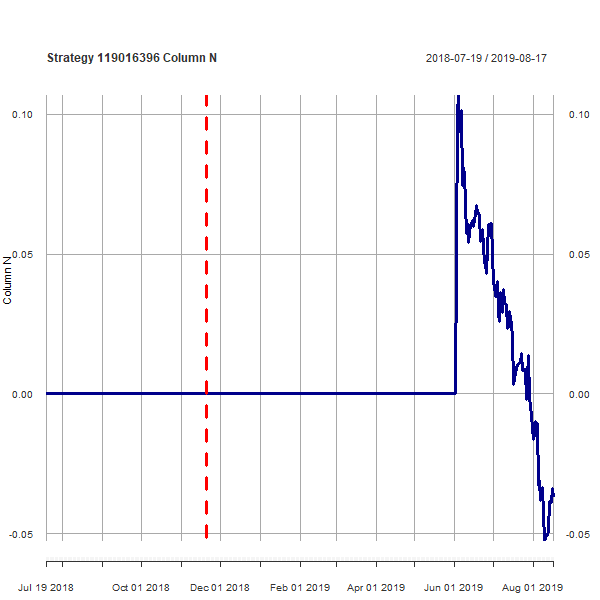 Strategy 119016396 Column N
2018-07-19 / 2019-08-17
0.10 0.10
0.05 0.05
Column N
0.00 0.00
-0.05 -0.05
Jul 19 2018 Oct 01 2018 Dec 01 2018 Feb 01 2019 Apr 01 2019 Jun 01 2019 Aug 01 2019